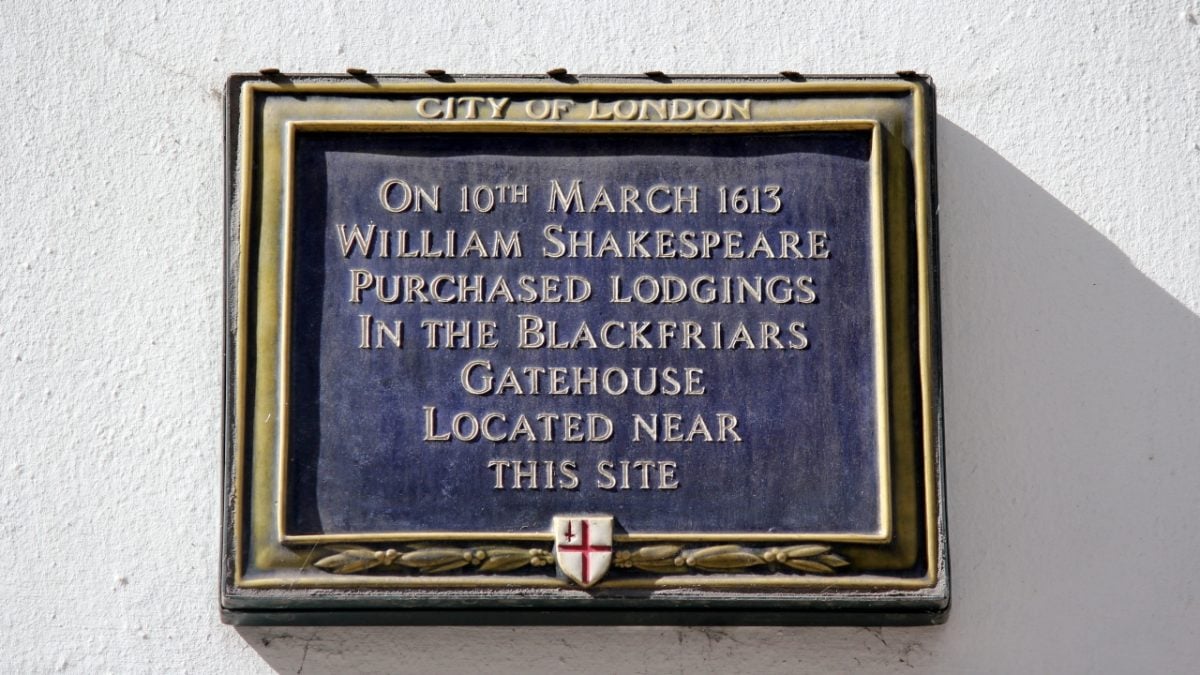 CITY OF LONDON
ON 10TH MARCH 1613
WILLIAM SHAKESPEARE
PURCHASED LODGINGS
IN THE BLACKFRIARS
GATEHOUSE
LOCATED NEAR
THIS SITE